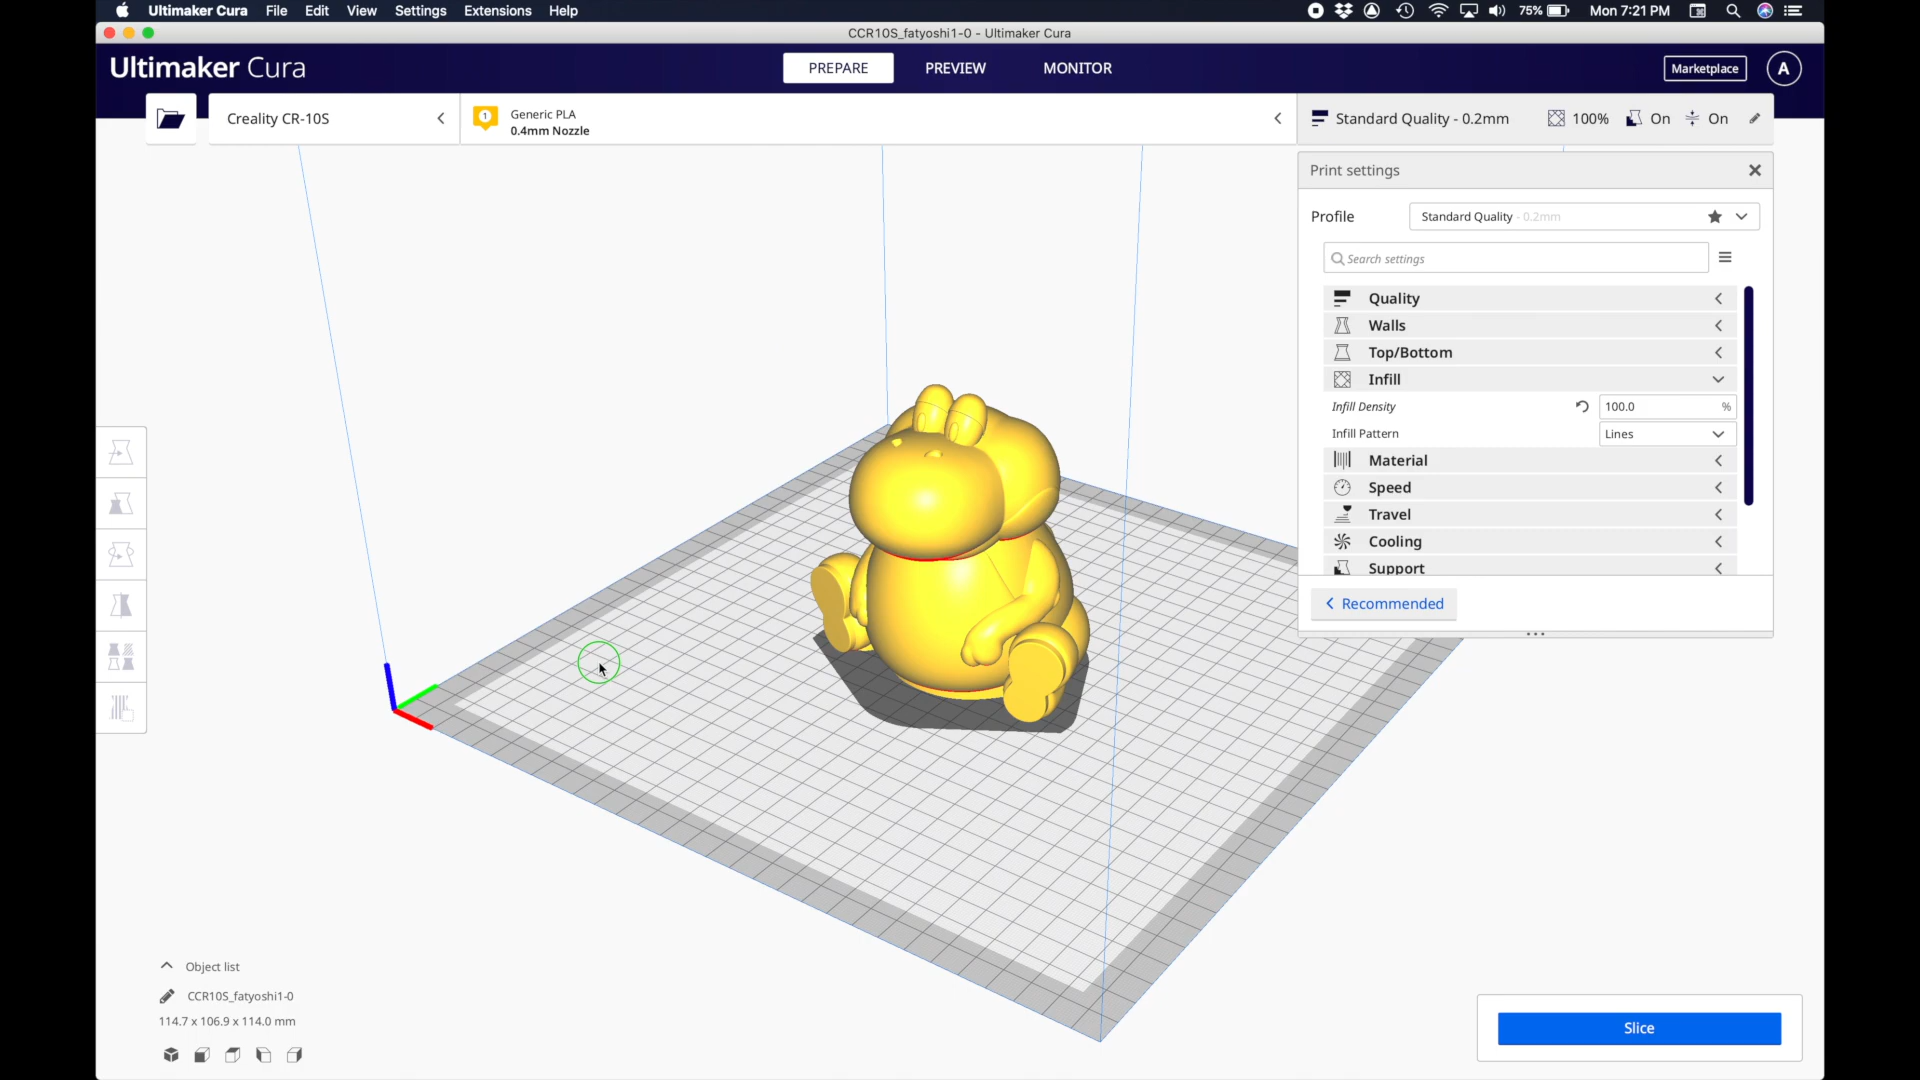 Ultimaker Cura File Edit View Settings Extensions Help 75% Mon 7:21 PM
CCR10S_fatyoshi1-0 - Ultimaker Cura
Ultimaker Cura PREPARE PREVIEW MONITOR Marketplace A
Creality CR-10S
1 Generic PLA
0.4mm Nozzle
Standard Quality - 0.2mm 100% On On
Print settings
Profile Standard Quality - 0.2mm
Search settings
Quality
Walls
Top/Bottom
Infill
Infill Density 100.0 %
Infill Pattern Lines
Material
Speed
Travel
Cooling
Support
Recommended
Object list
CCR10S_fatyoshi1-0
114.7 x 106.9 x 114.0 mm
Slice